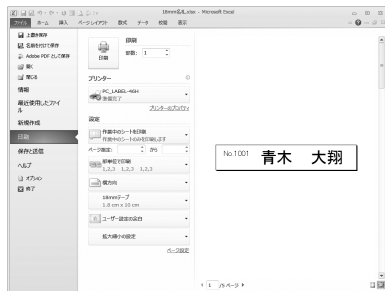 18mm名札.xlsx - Microsoft Excel
ファイル ホーム 挿入 ページレイアウト 数式 データ 校閲 表示
上書き保存
名前を付けて保存
Adobe PDF として保存
開く
閉じる
情報
最近使用したファイル
新規作成
印刷
保存と送信
ヘルプ
オプション
終了
印刷
印刷
部数: 1
プリンター
PC_LABEL-46H
準備完了
プリンターのプロパティ
設定
作業中のシートを印刷
作業中のシートのみを印刷します
ページ指定: から
部単位で印刷
1,2,3 1,2,3 1,2,3
横方向
18mmテープ
1.8 cm x 10 cm
ユーザー設定の余白
拡大縮小の設定
ページ設定
No.1001 青木 大翔
1 /5 ページ